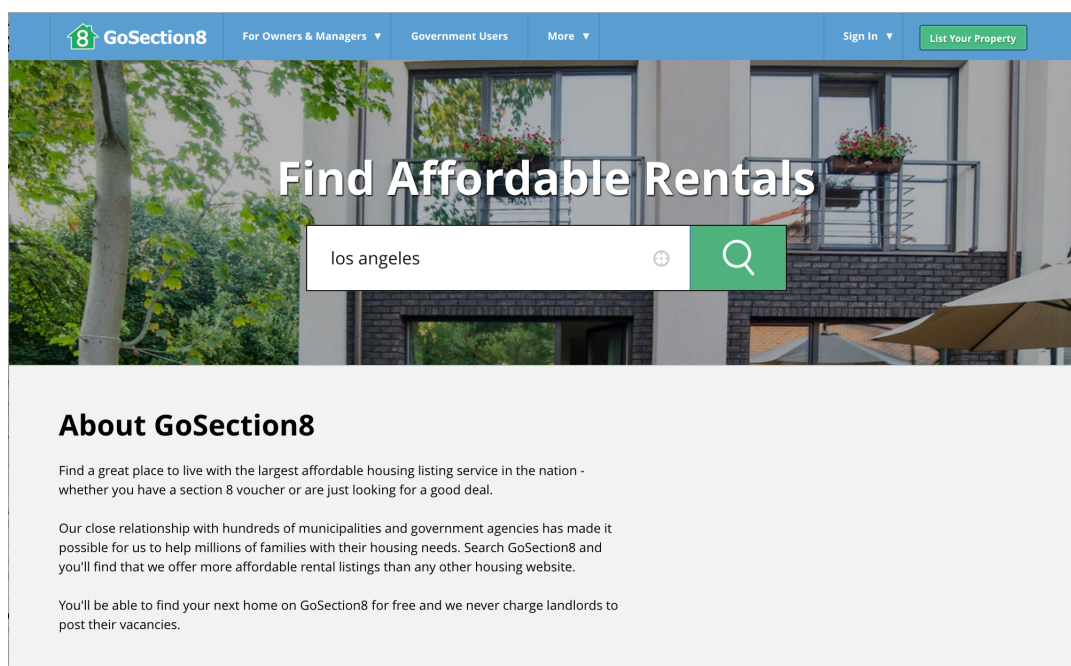 8 GoSection8
For Owners & Managers ▼
Government Users
More ▼
Sign In ▼
List Your Property
Find Affordable Rentals
los angeles
About GoSection8
Find a great place to live with the largest affordable housing listing service in the nation -
whether you have a section 8 voucher or are just looking for a good deal.
Our close relationship with hundreds of municipalities and government agencies has made it
possible for us to help millions of families with their housing needs. Search GoSection8 and
you'll find that we offer more affordable rental listings than any other housing website.
You'll be able to find your next home on GoSection8 for free and we never charge landlords to
post their vacancies.